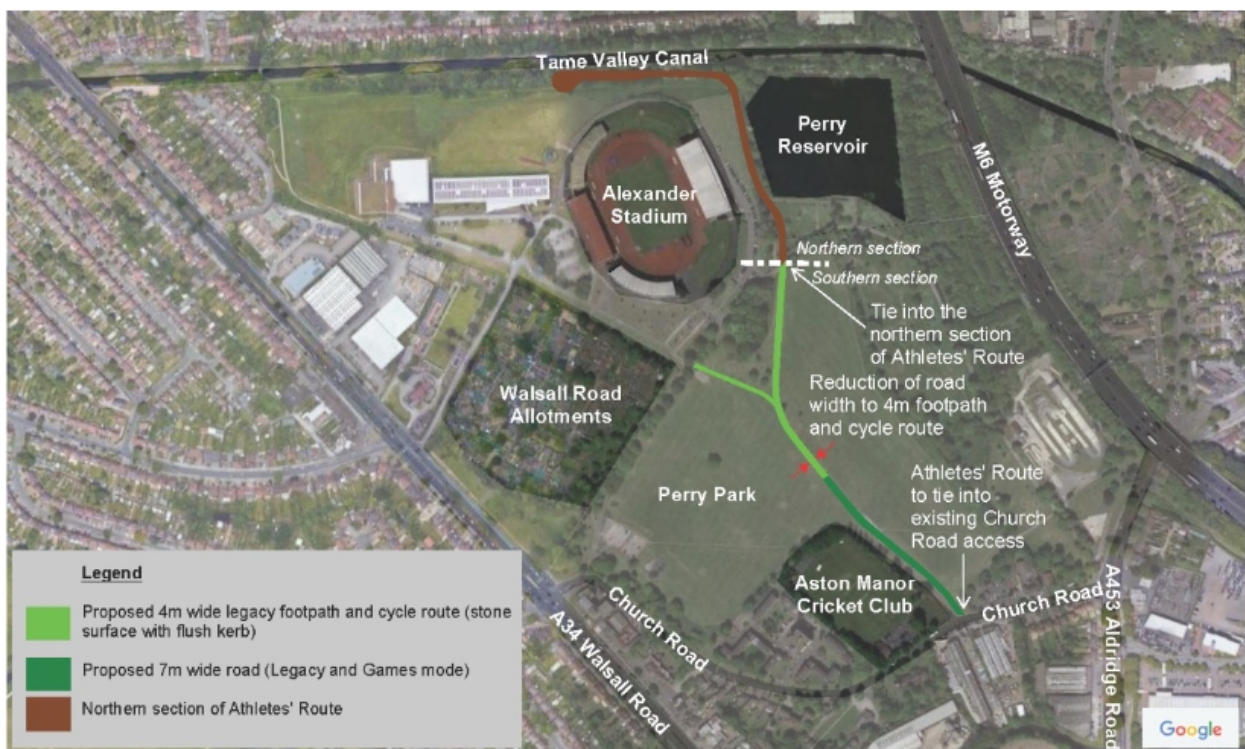 Tame Valley Canal
Perry
Reservoir
M6 Motorway
Alexander
Stadium
Northern section
Southern section
Tie into the
northern section
of Athletes' Route
Walsall Road
Allotments
Reduction of road
width to 4m footpath
and cycle route
Perry Park
Athletes' Route
to tie into
existing Church
Road access
Aston Manor
Cricket Club
Church Road
Church Road
A34 Walsall Road
A453 Aldridge Road
Legend
Proposed 4m wide legacy footpath and cycle route (stone
surface with flush kerb)
Proposed 7m wide road (Legacy and Games mode)
Northern section of Athletes' Route
Google